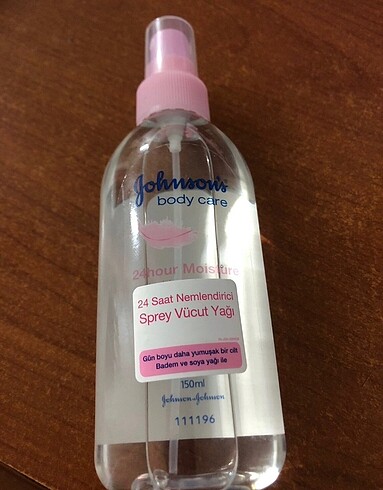 Johnson's
body care
24hour Moisture
24 Saat Nemlendirici
Sprey Vücut Yağı
Gün boyu daha yumuşak bir cilt
Badem ve soya yağı ile
150ml
Johnson & Johnson
111196